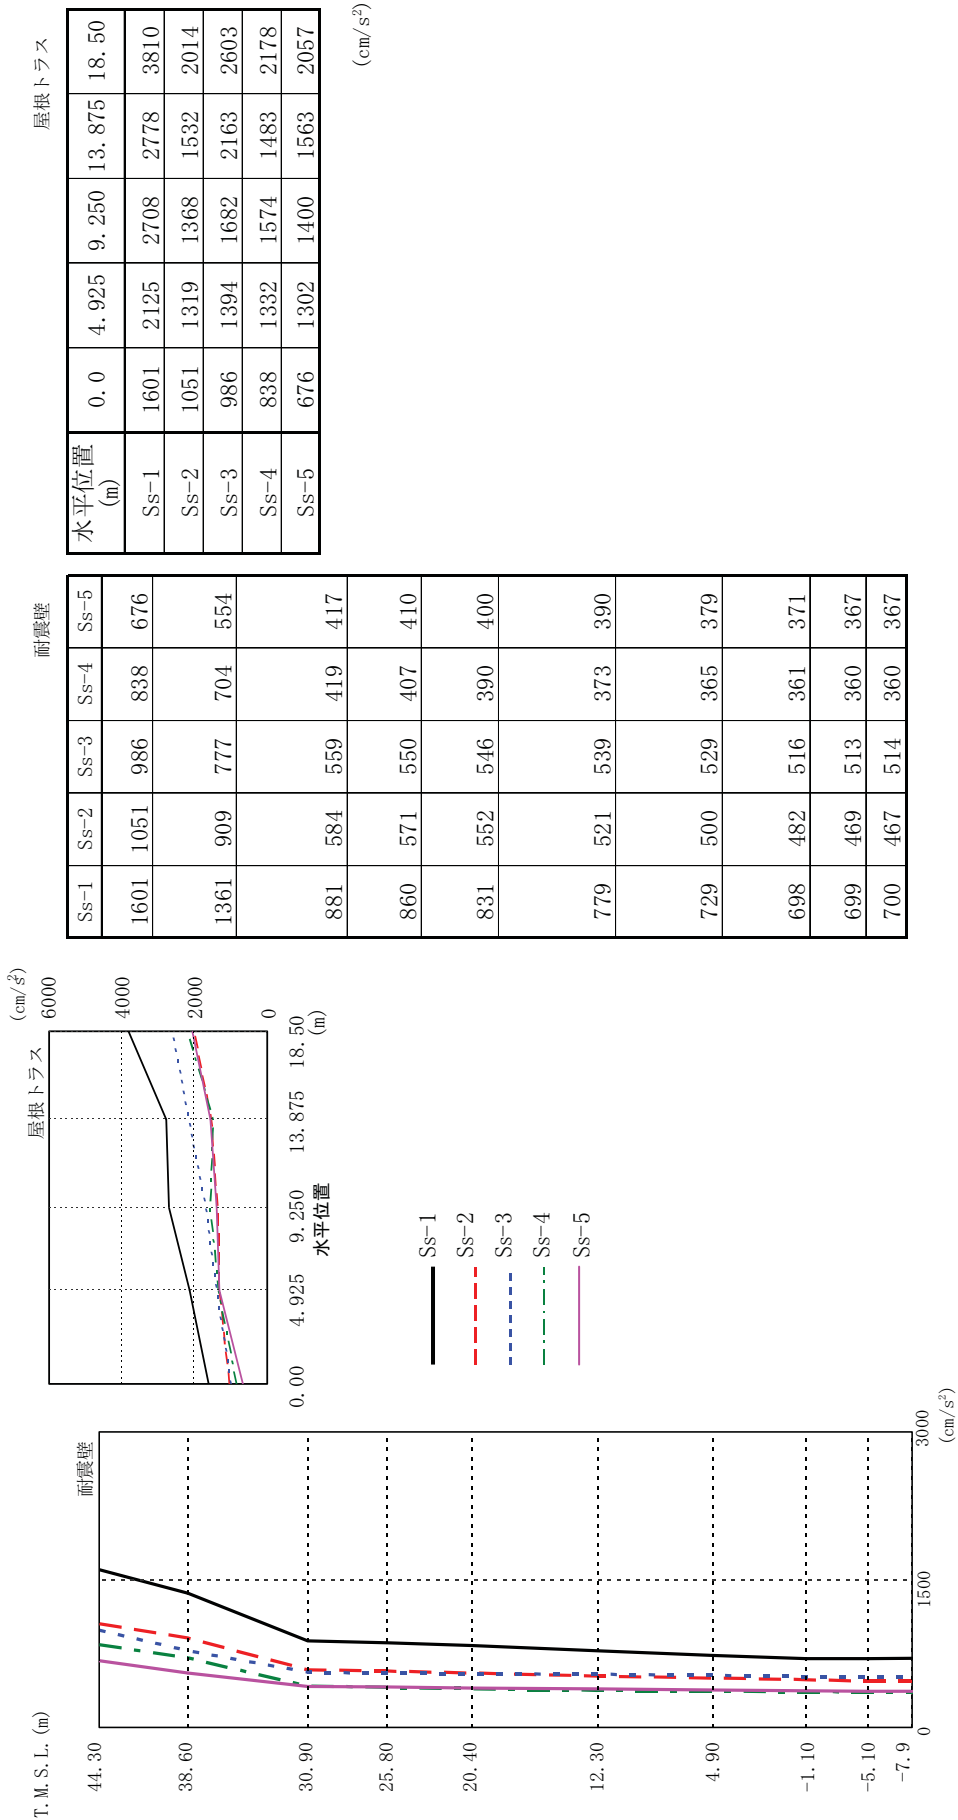 T.M.S.L.(m)
耐震壁
44.30
38.60
30.90
25.80
20.40
12.30
4.90
-1.10
-5.10
-7.9
0
1500
3000
(cm/s²)
屋根トラス
(cm/s²)
6000
4000
2000
0
0.00
4.925
9.250
13.875
18.50
(m)
水平位置
Ss-1
Ss-2
Ss-3
Ss-4
Ss-5
耐震壁
Ss-1 Ss-2 Ss-3 Ss-4 Ss-5
1601 1051 986 838 676
1361 909 777 704 554
881 584 559 419 417
860 571 550 407 410
831 552 546 390 400
779 521 539 373 390
729 500 529 365 379
698 482 516 361 371
699 469 513 360 367
700 467 514 360 367
屋根トラス
水平位置 (m) 0.0 4.925 9.250 13.875 18.50
Ss-1 1601 2125 2708 2778 3810
Ss-2 1051 1319 1368 1532 2014
Ss-3 986 1394 1682 2163 2603
Ss-4 838 1332 1574 1483 2178
Ss-5 676 1302 1400 1563 2057
(cm/s²)